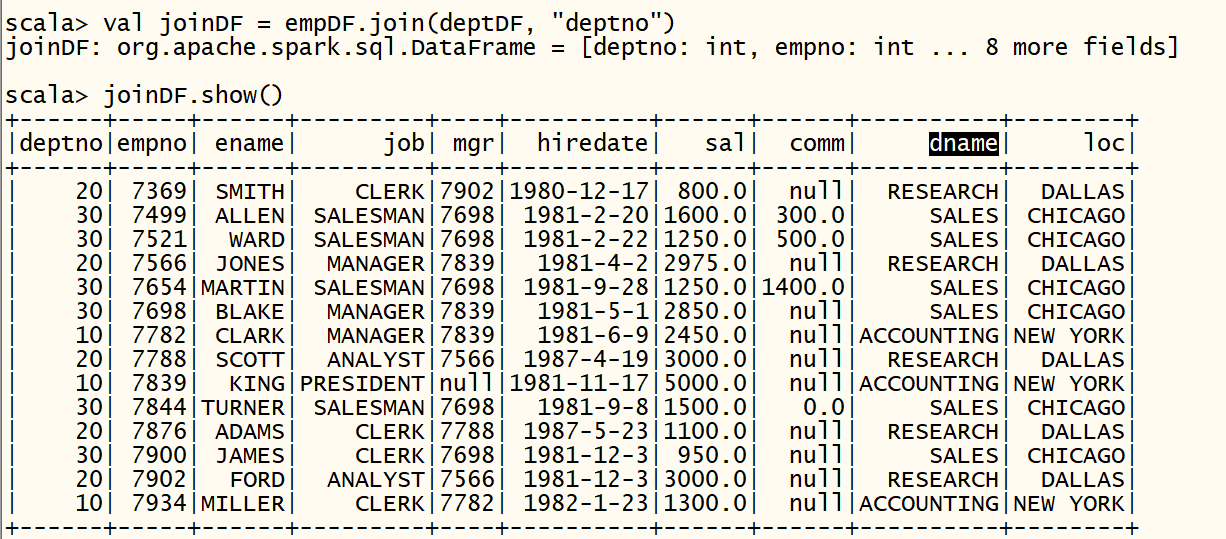 scala> val joinDF = empDF.join(deptDF, "deptno")
joinDF: org.apache.spark.sql.DataFrame = [deptno: int, empno: int ... 8 more fields]
scala> joinDF.show()
+------+-----+------+---------+----+----------+------+------+----------+--------+
|deptno|empno| ename|      job| mgr|  hiredate|   sal|  comm|     dname|     loc|
+------+-----+------+---------+----+----------+------+------+----------+--------+
|    20| 7369| SMITH|    CLERK|7902|1980-12-17| 800.0|  null|  RESEARCH|  DALLAS|
|    30| 7499| ALLEN| SALESMAN|7698| 1981-2-20|1600.0| 300.0|     SALES| CHICAGO|
|    30| 7521|  WARD| SALESMAN|7698| 1981-2-22|1250.0| 500.0|     SALES| CHICAGO|
|    20| 7566| JONES|  MANAGER|7839|  1981-4-2|2975.0|  null|  RESEARCH|  DALLAS|
|    30| 7654|MARTIN| SALESMAN|7698| 1981-9-28|1250.0|1400.0|     SALES| CHICAGO|
|    30| 7698| BLAKE|  MANAGER|7839|  1981-5-1|2850.0|  null|     SALES| CHICAGO|
|    10| 7782| CLARK|  MANAGER|7839|  1981-6-9|2450.0|  null|ACCOUNTING|NEW YORK|
|    20| 7788| SCOTT|  ANALYST|7566| 1987-4-19|3000.0|  null|  RESEARCH|  DALLAS|
|    10| 7839|  KING|PRESIDENT|null|1981-11-17|5000.0|  null|ACCOUNTING|NEW YORK|
|    30| 7844|TURNER| SALESMAN|7698|  1981-9-8|1500.0|   0.0|     SALES| CHICAGO|
|    20| 7876| ADAMS|    CLERK|7788| 1987-5-23|1100.0|  null|  RESEARCH|  DALLAS|
|    30| 7900| JAMES|    CLERK|7698| 1981-12-3| 950.0|  null|     SALES| CHICAGO|
|    20| 7902|  FORD|  ANALYST|7566| 1981-12-3|3000.0|  null|  RESEARCH|  DALLAS|
|    10| 7934|MILLER|    CLERK|7782| 1982-1-23|1300.0|  null|ACCOUNTING|NEW YORK|
+------+-----+------+---------+----+----------+------+------+----------+--------+